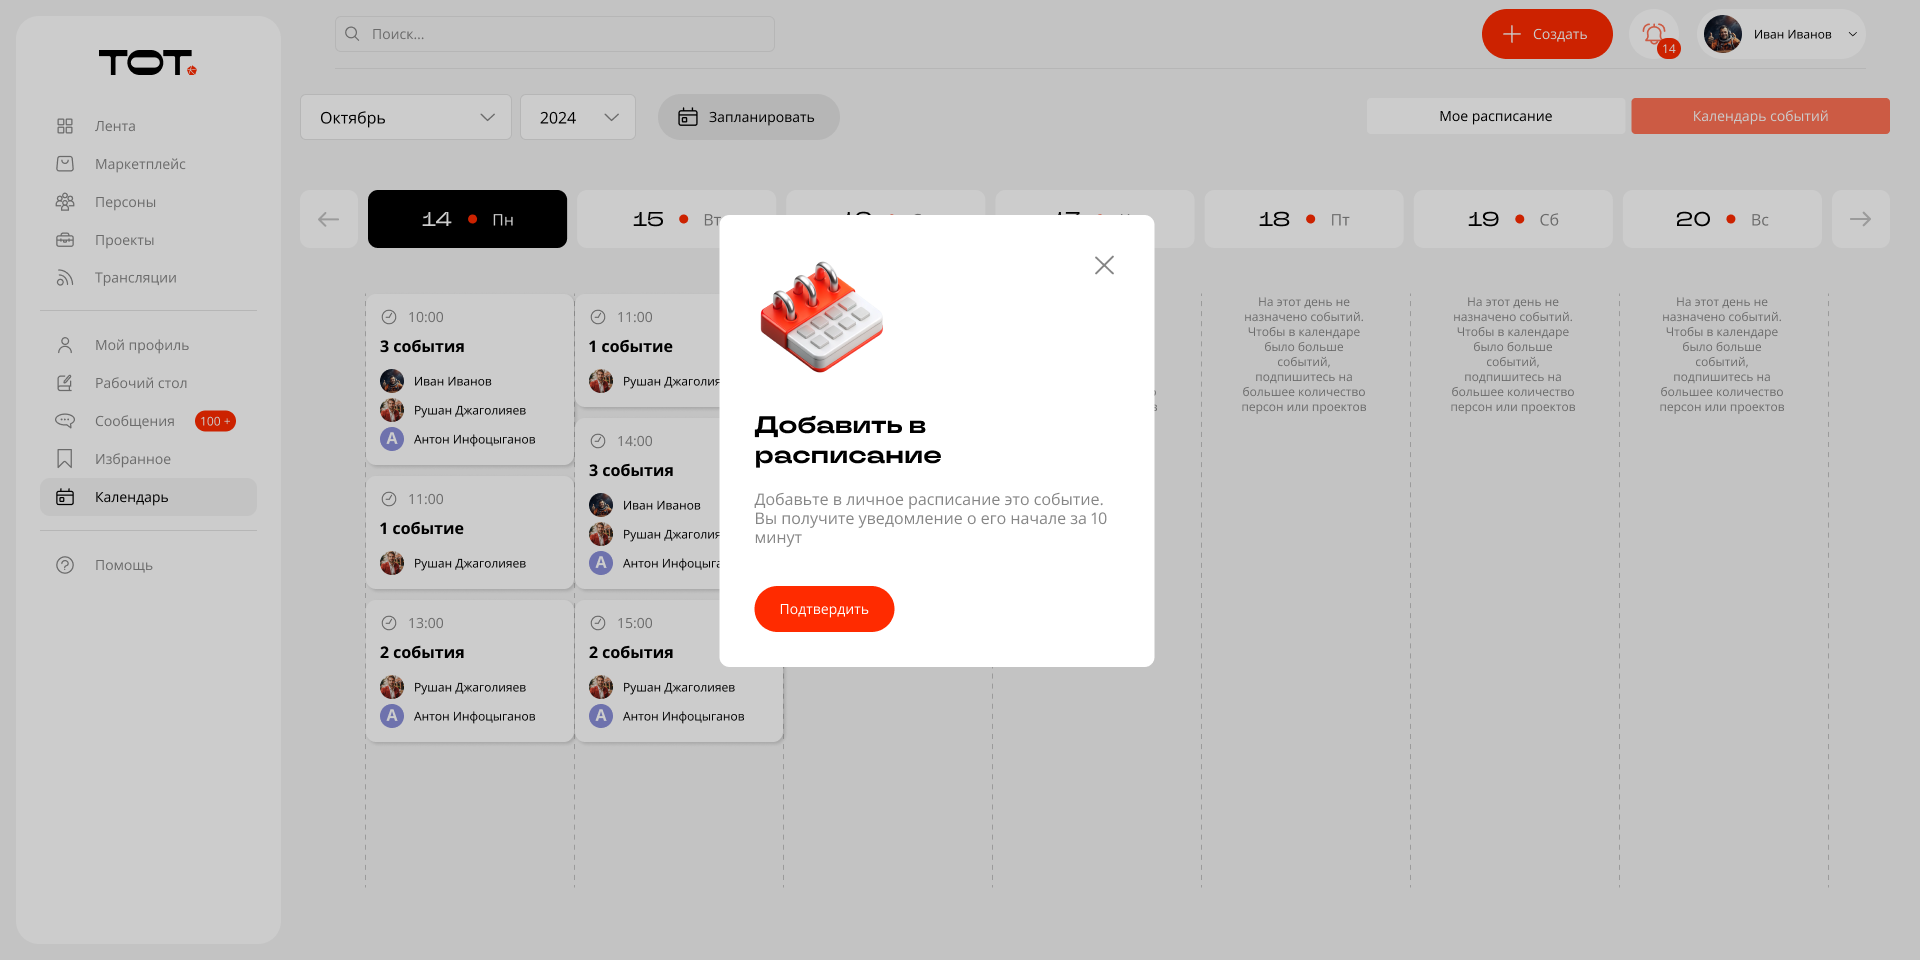 ТОТ.
Поиск...
Создать
14
Иван Иванов
Лента
Маркетплейс
Персоны
Проекты
Трансляции
Мой профиль
Рабочий стол
Сообщения 100 +
Избранное
Календарь
Помощь
Октябрь
2024
Запланировать
Мое расписание
Календарь событий
14 Пн
15 Вт
18 Пт
19 Сб
20 Вс
10:00
3 события
Иван Иванов
Рушан Джаголияев
Антон Инфоцыганов
11:00
1 событие
Рушан Джаголияев
13:00
2 события
Рушан Джаголияев
A Антон Инфоцыганов
11:00
1 событие
Рушан Джаголия
14:00
3 события
Иван Иванов
Рушан Джаголия
A Антон Инфоцыга
15:00
2 события
Рушан Джаголияев
A Антон Инфоцыганов
Добавить в
расписание
Добавьте в личное расписание это событие.
Вы получите уведомление о его начале за 10
минут
Подтвердить
На этот день не
назначено событий.
Чтобы в календаре
было больше
событий,
подпишитесь на
большее количество
персон или проектов
На этот день не
назначено событий.
Чтобы в календаре
было больше
событий,
подпишитесь на
большее количество
персон или проектов
На этот день не
назначено событий.
Чтобы в календаре
было больше
событий,
подпишитесь на
большее количество
персон или проектов